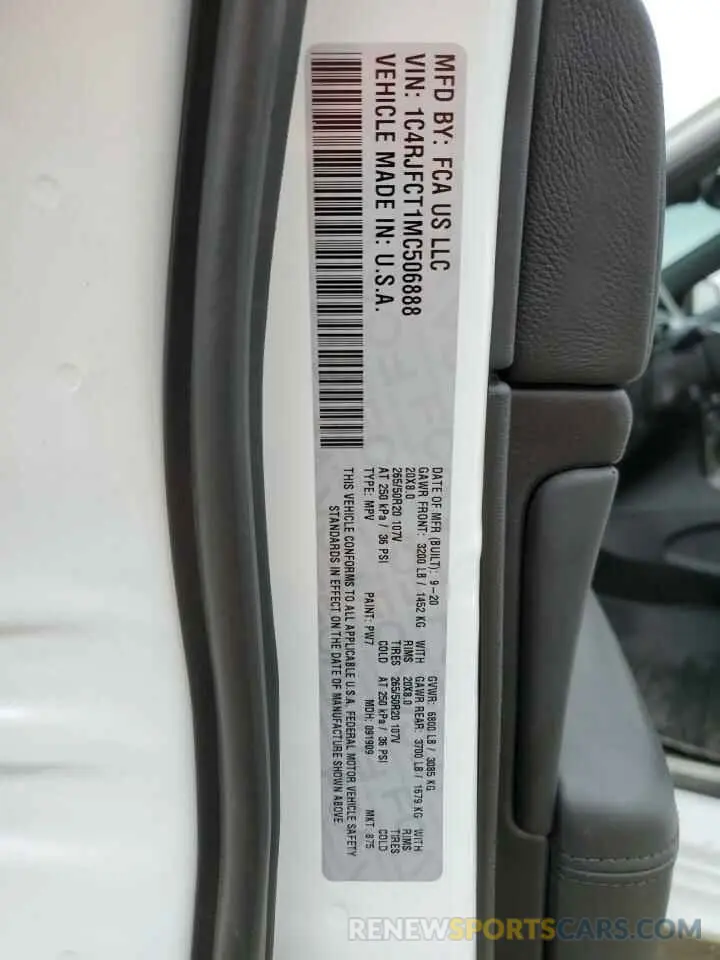 MFD BY: FCA US LLC
VIN: 1C4RJFCT1MC506888
VEHICLE MADE IN: U.S.A.
DATE OF MFR (BUILT): 9-20 GVWR: 6800 LB / 3085 KG
GAWR FRONT: 3200 LB / 1452 KG WITH GAWR REAR: 3700 LB / 1679 KG WITH
20X8.0 RIMS 20X8.0 RIMS
265/50R20 107V TIRES 265/50R20 107V TIRES
AT 250 kPa / 36 PSI COLD AT 250 kPa / 36 PSI COLD
TYPE: MPV PAINT: PW7 MDH: 091909 MKT 875
THIS VEHICLE CONFORMS TO ALL APPLICABLE U.S.A. FEDERAL MOTOR VEHICLE SAFETY
STANDARDS IN EFFECT ON THE DATE OF MANUFACTURE SHOWN ABOVE
RENEWSPORTSCARS.COM